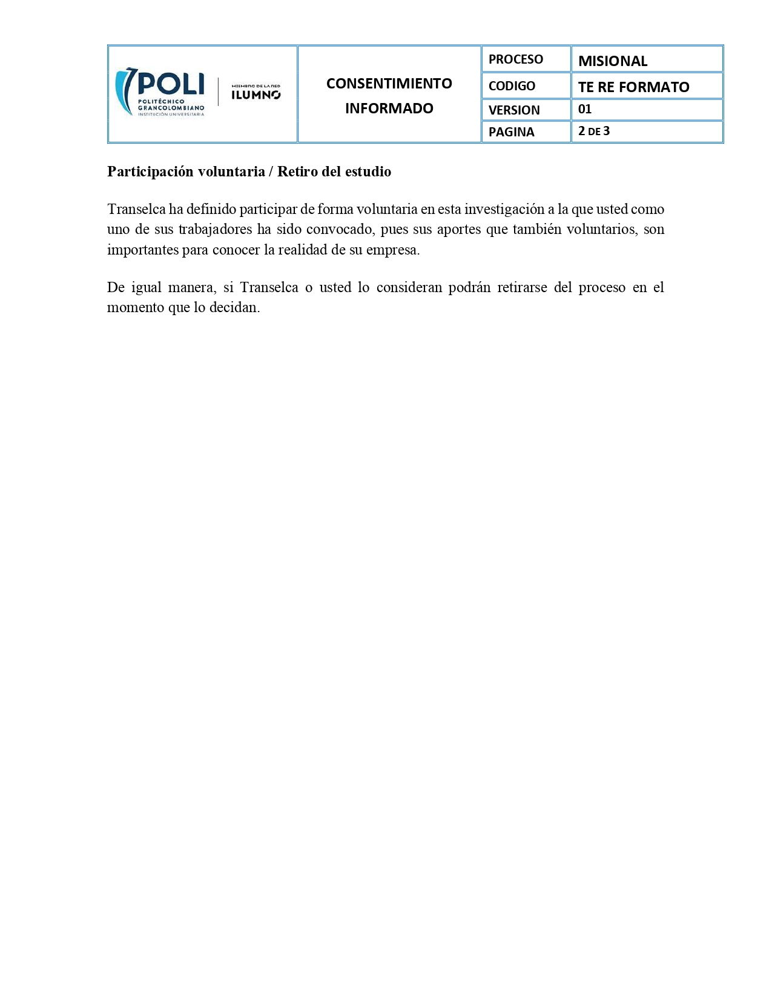 POLI
POLITÉCNICO
GRANCOLOMBIANO
INSTITUCIÓN UNIVERSITARIA
MIEMBRO DE LA RED
ILUMNO
CONSENTIMIENTO
INFORMADO
PROCESO MISIONAL
CODIGO TE RE FORMATO
VERSION 01
PAGINA 2 DE 3
Participación voluntaria / Retiro del estudio
Transelca ha definido participar de forma voluntaria en esta investigación a la que usted como
uno de sus trabajadores ha sido convocado, pues sus aportes que también voluntarios, son
importantes para conocer la realidad de su empresa.
De igual manera, si Transelca o usted lo consideran podrán retirarse del proceso en el
momento que lo decidan.